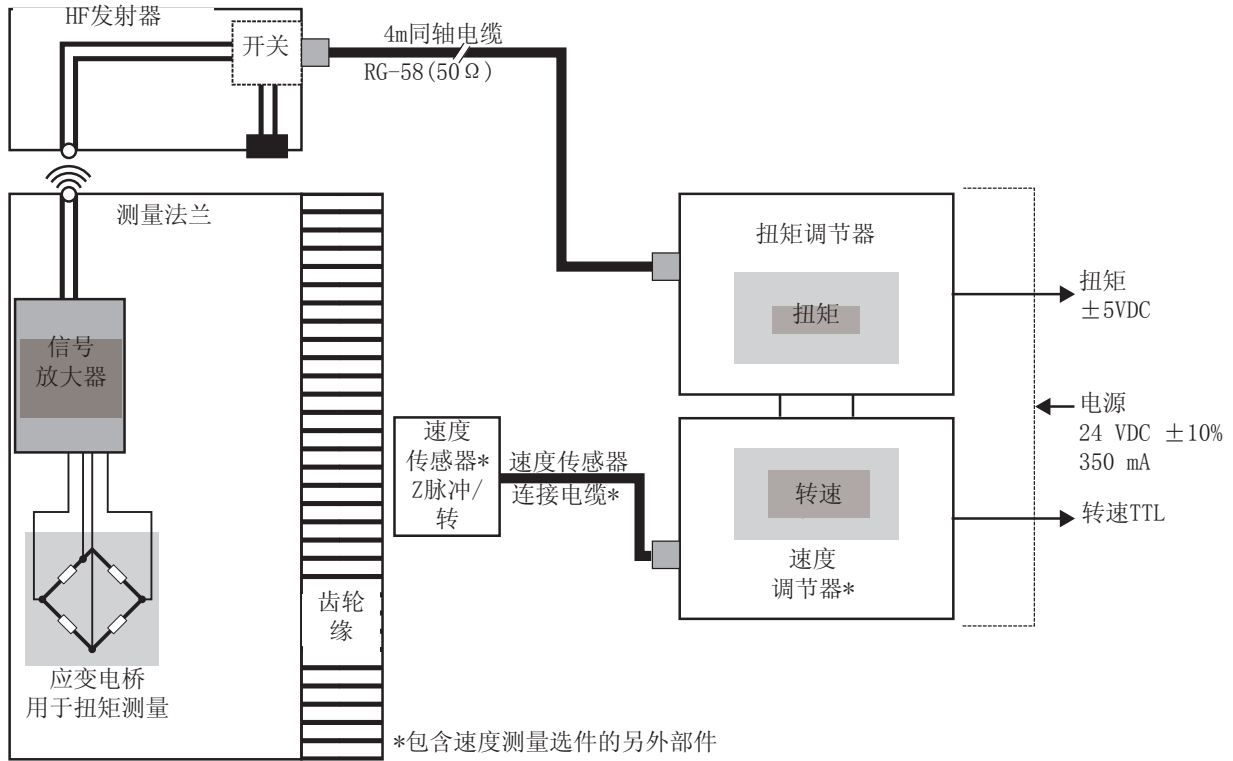 HF发射器
开关
4m同轴电缆
RG-58(50Ω)
测量法兰
信号
放大器
应变电桥
用于扭矩测量
齿轮
缘
速度
传感器*
Z脉冲/
转
速度传感器
连接电缆*
扭矩调节器
扭矩
转速
速度
调节器*
扭矩
±5VDC
电源
24 VDC ±10%
350 mA
转速TTL
*包含速度测量选件的另外部件